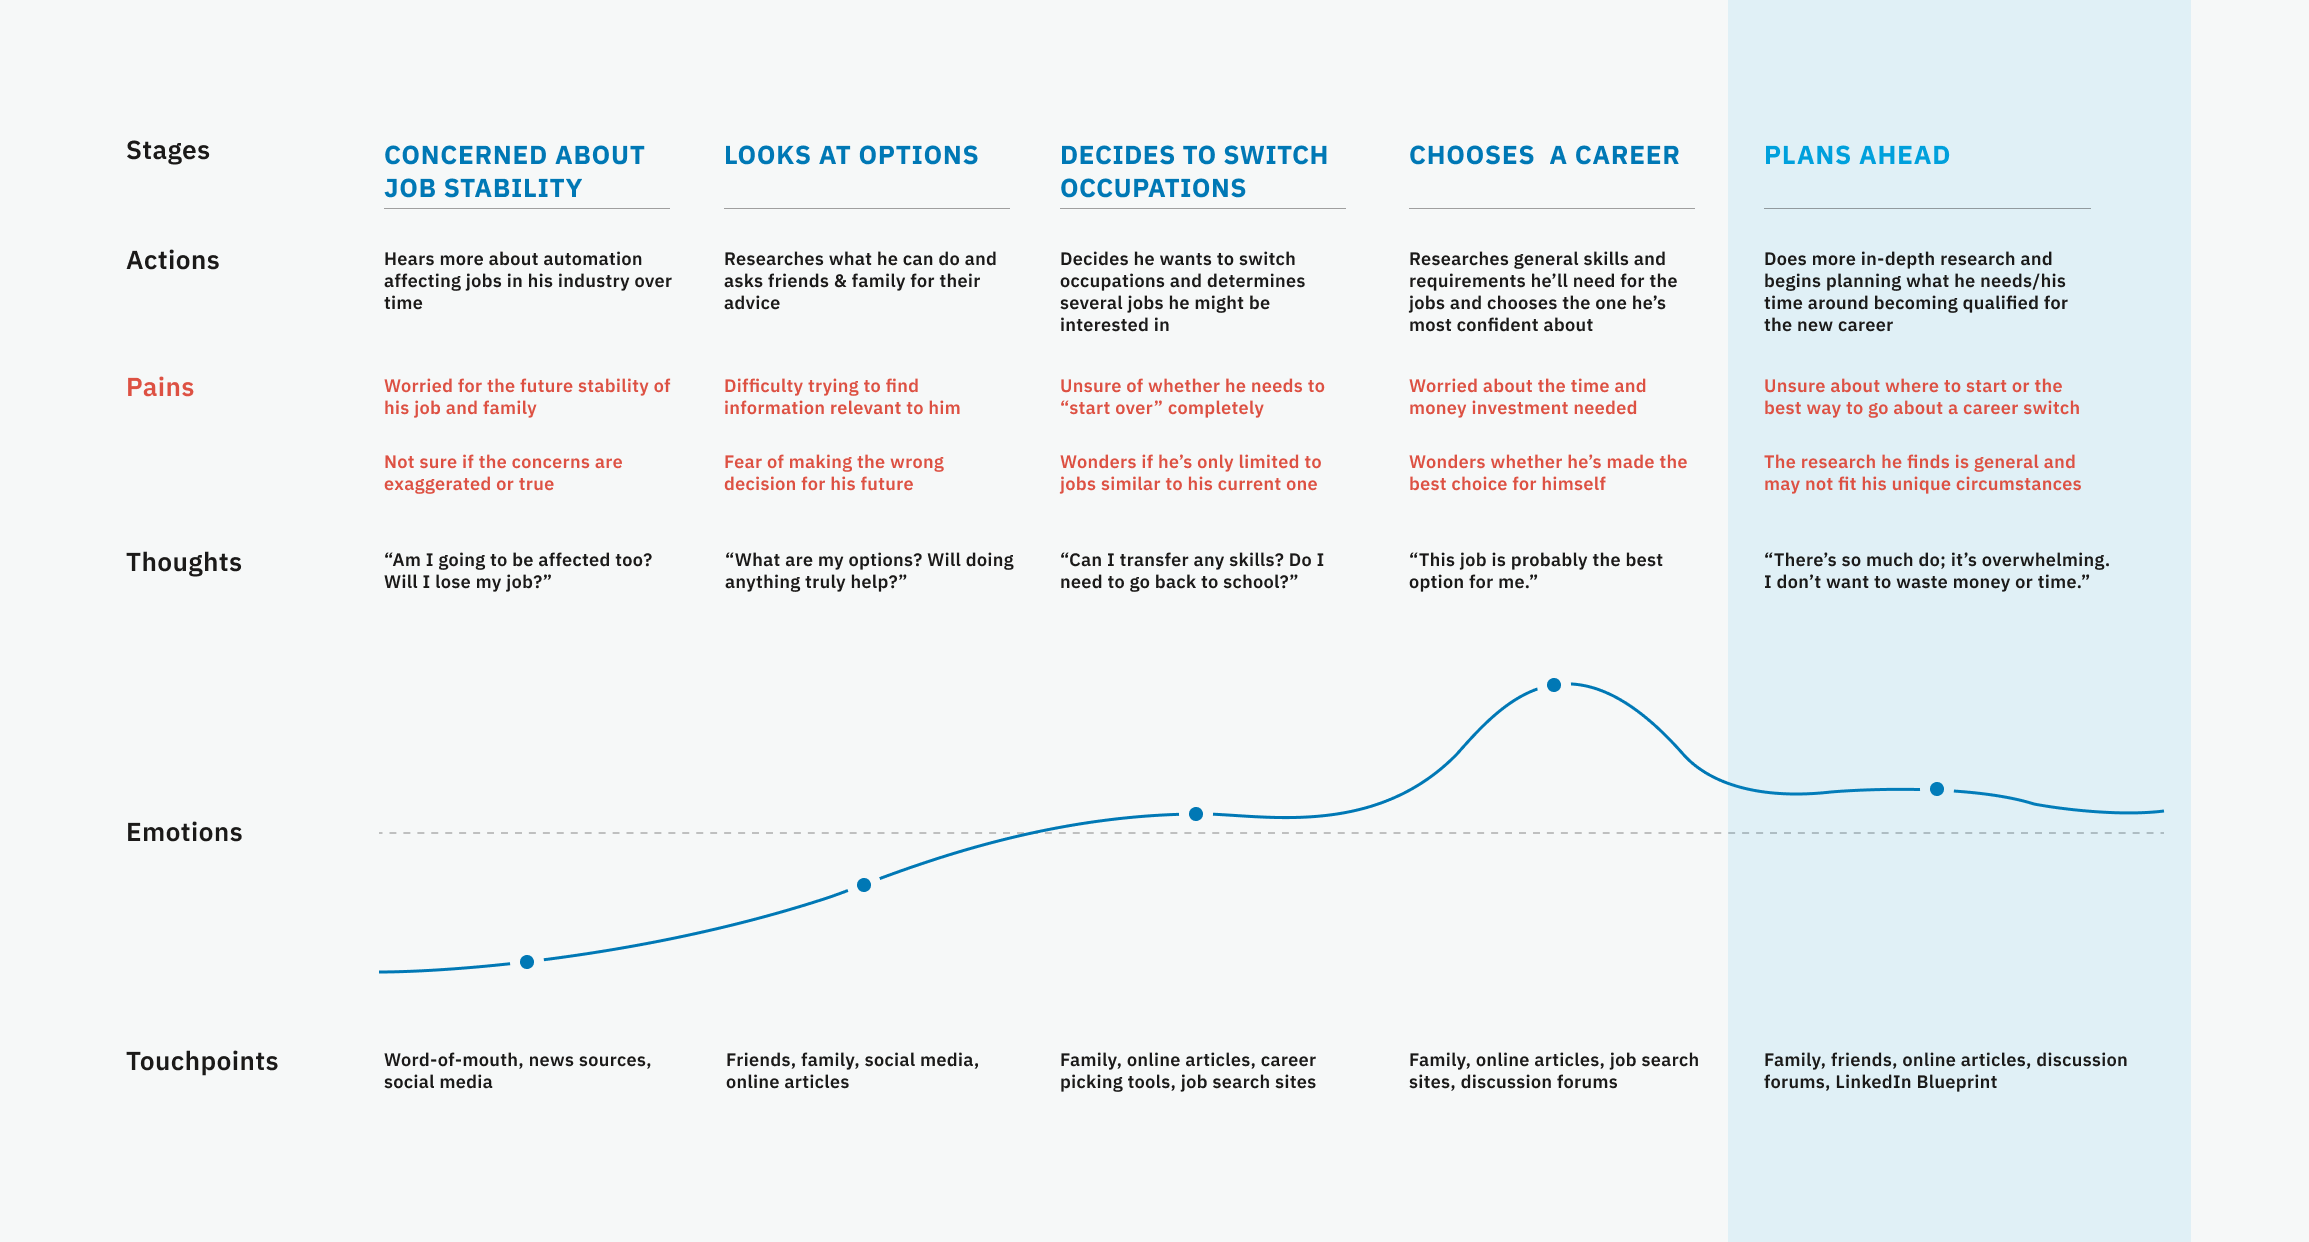 Stages
CONCERNED ABOUT
JOB STABILITY
LOOKS AT OPTIONS
DECIDES TO SWITCH
OCCUPATIONS
CHOOSES  A CAREER
PLANS AHEAD
Actions
Hears more about automation
affecting jobs in his industry over
time
Researches what he can do and
asks friends & family for their
advice
Decides he wants to switch
occupations and determines
several jobs he might be
interested in
Researches general skills and
requirements he’ll need for the
jobs and chooses the one he’s
most confident about
Does more in-depth research and
begins planning what he needs/his
time around becoming qualified for
the new career
Pains
Worried for the future stability of
his job and family
Not sure if the concerns are
exaggerated or true
Difficulty trying to find
information relevant to him
Fear of making the wrong
decision for his future
Unsure of whether he needs to
“start over” completely
Wonders if he’s only limited to
jobs similar to his current one
Worried about the time and
money investment needed
Wonders whether he’s made the
best choice for himself
Unsure about where to start or the
best way to go about a career switch
The research he finds is general and
may not fit his unique circumstances
Thoughts
“Am I going to be affected too?
Will I lose my job?”
“What are my options? Will doing
anything truly help?”
“Can I transfer any skills? Do I
need to go back to school?”
“This job is probably the best
option for me.”
“There’s so much do; it’s overwhelming.
I don’t want to waste money or time.”
Emotions
Touchpoints
Word-of-mouth, news sources,
social media
Friends, family, social media,
online articles
Family, online articles, career
picking tools, job search sites
Family, online articles, job search
sites, discussion forums
Family, friends, online articles, discussion
forums, LinkedIn Blueprint